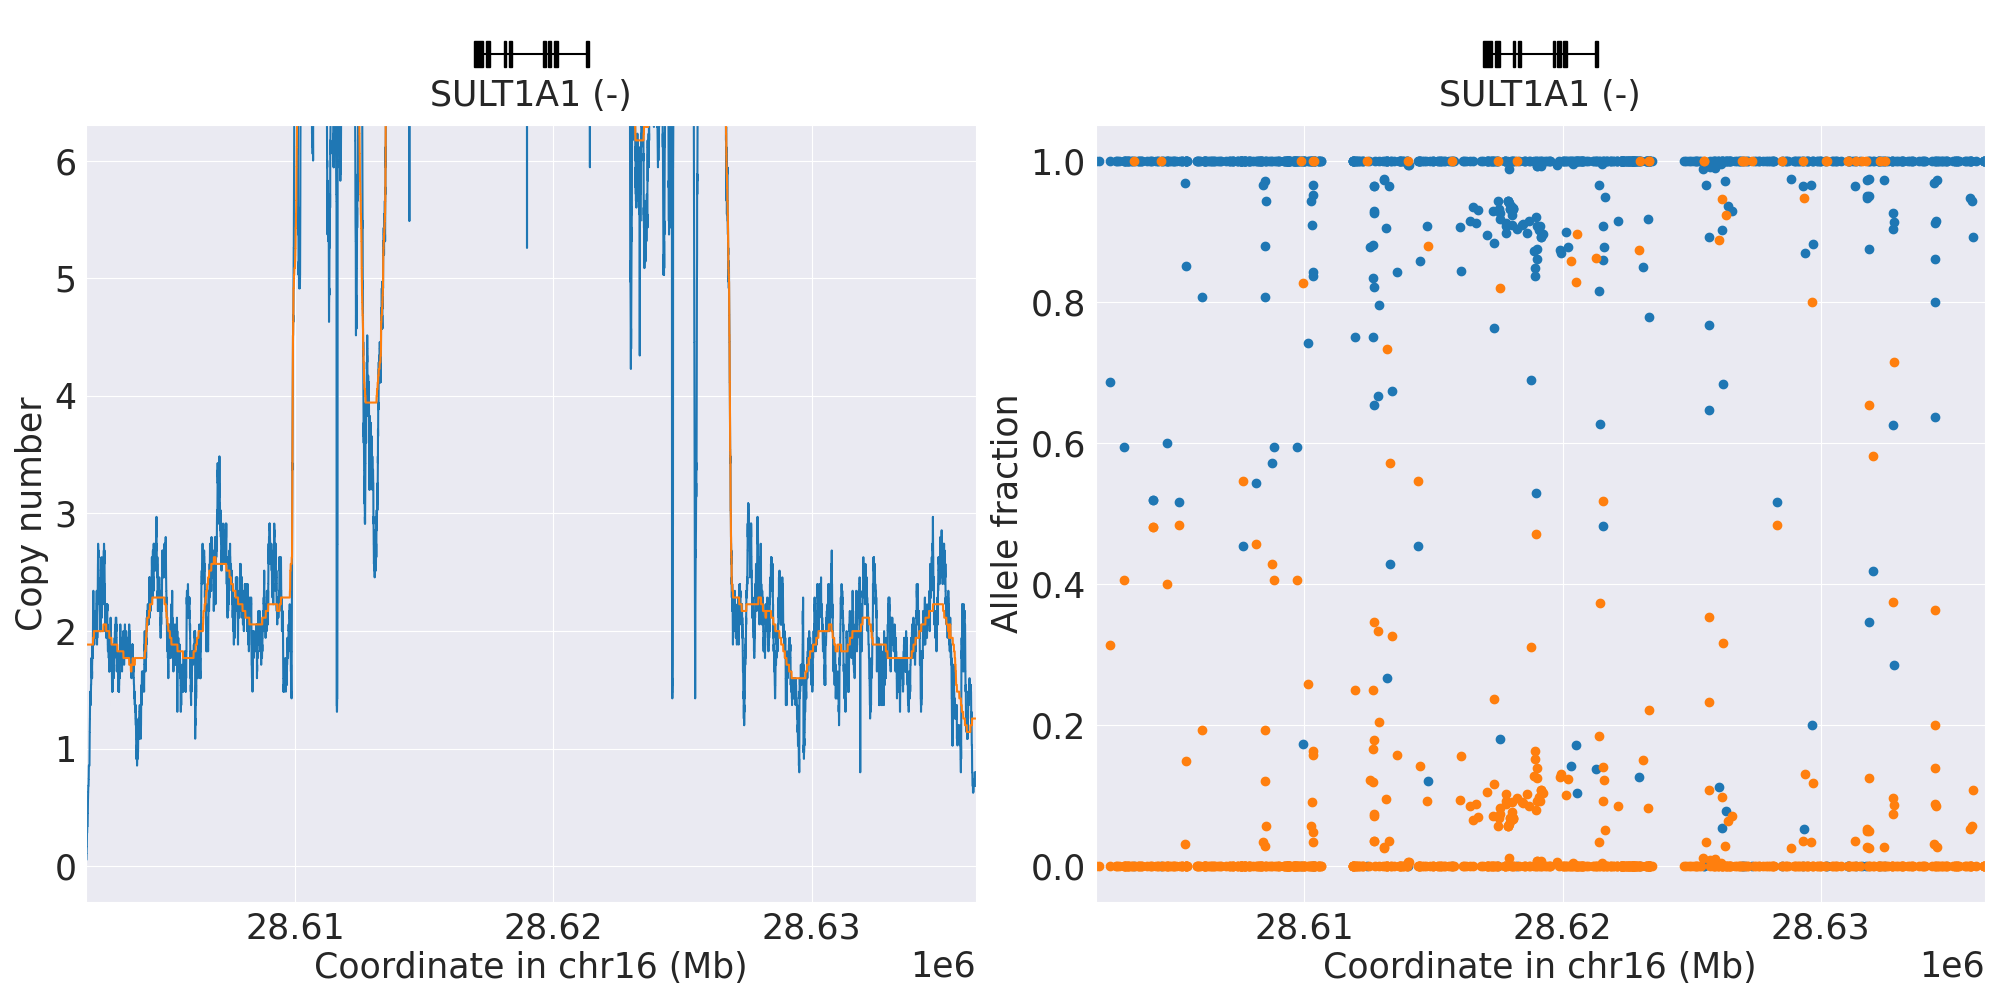 SULT1A1 (-)
6
5
4
3
2
1
0
Copy number
28.61
28.62
28.63
Coordinate in chr16 (Mb)
1e6
SULT1A1 (-)
1.0
0.8
0.6
0.4
0.2
0.0
Allele fraction
28.61
28.62
28.63
Coordinate in chr16 (Mb)
1e6